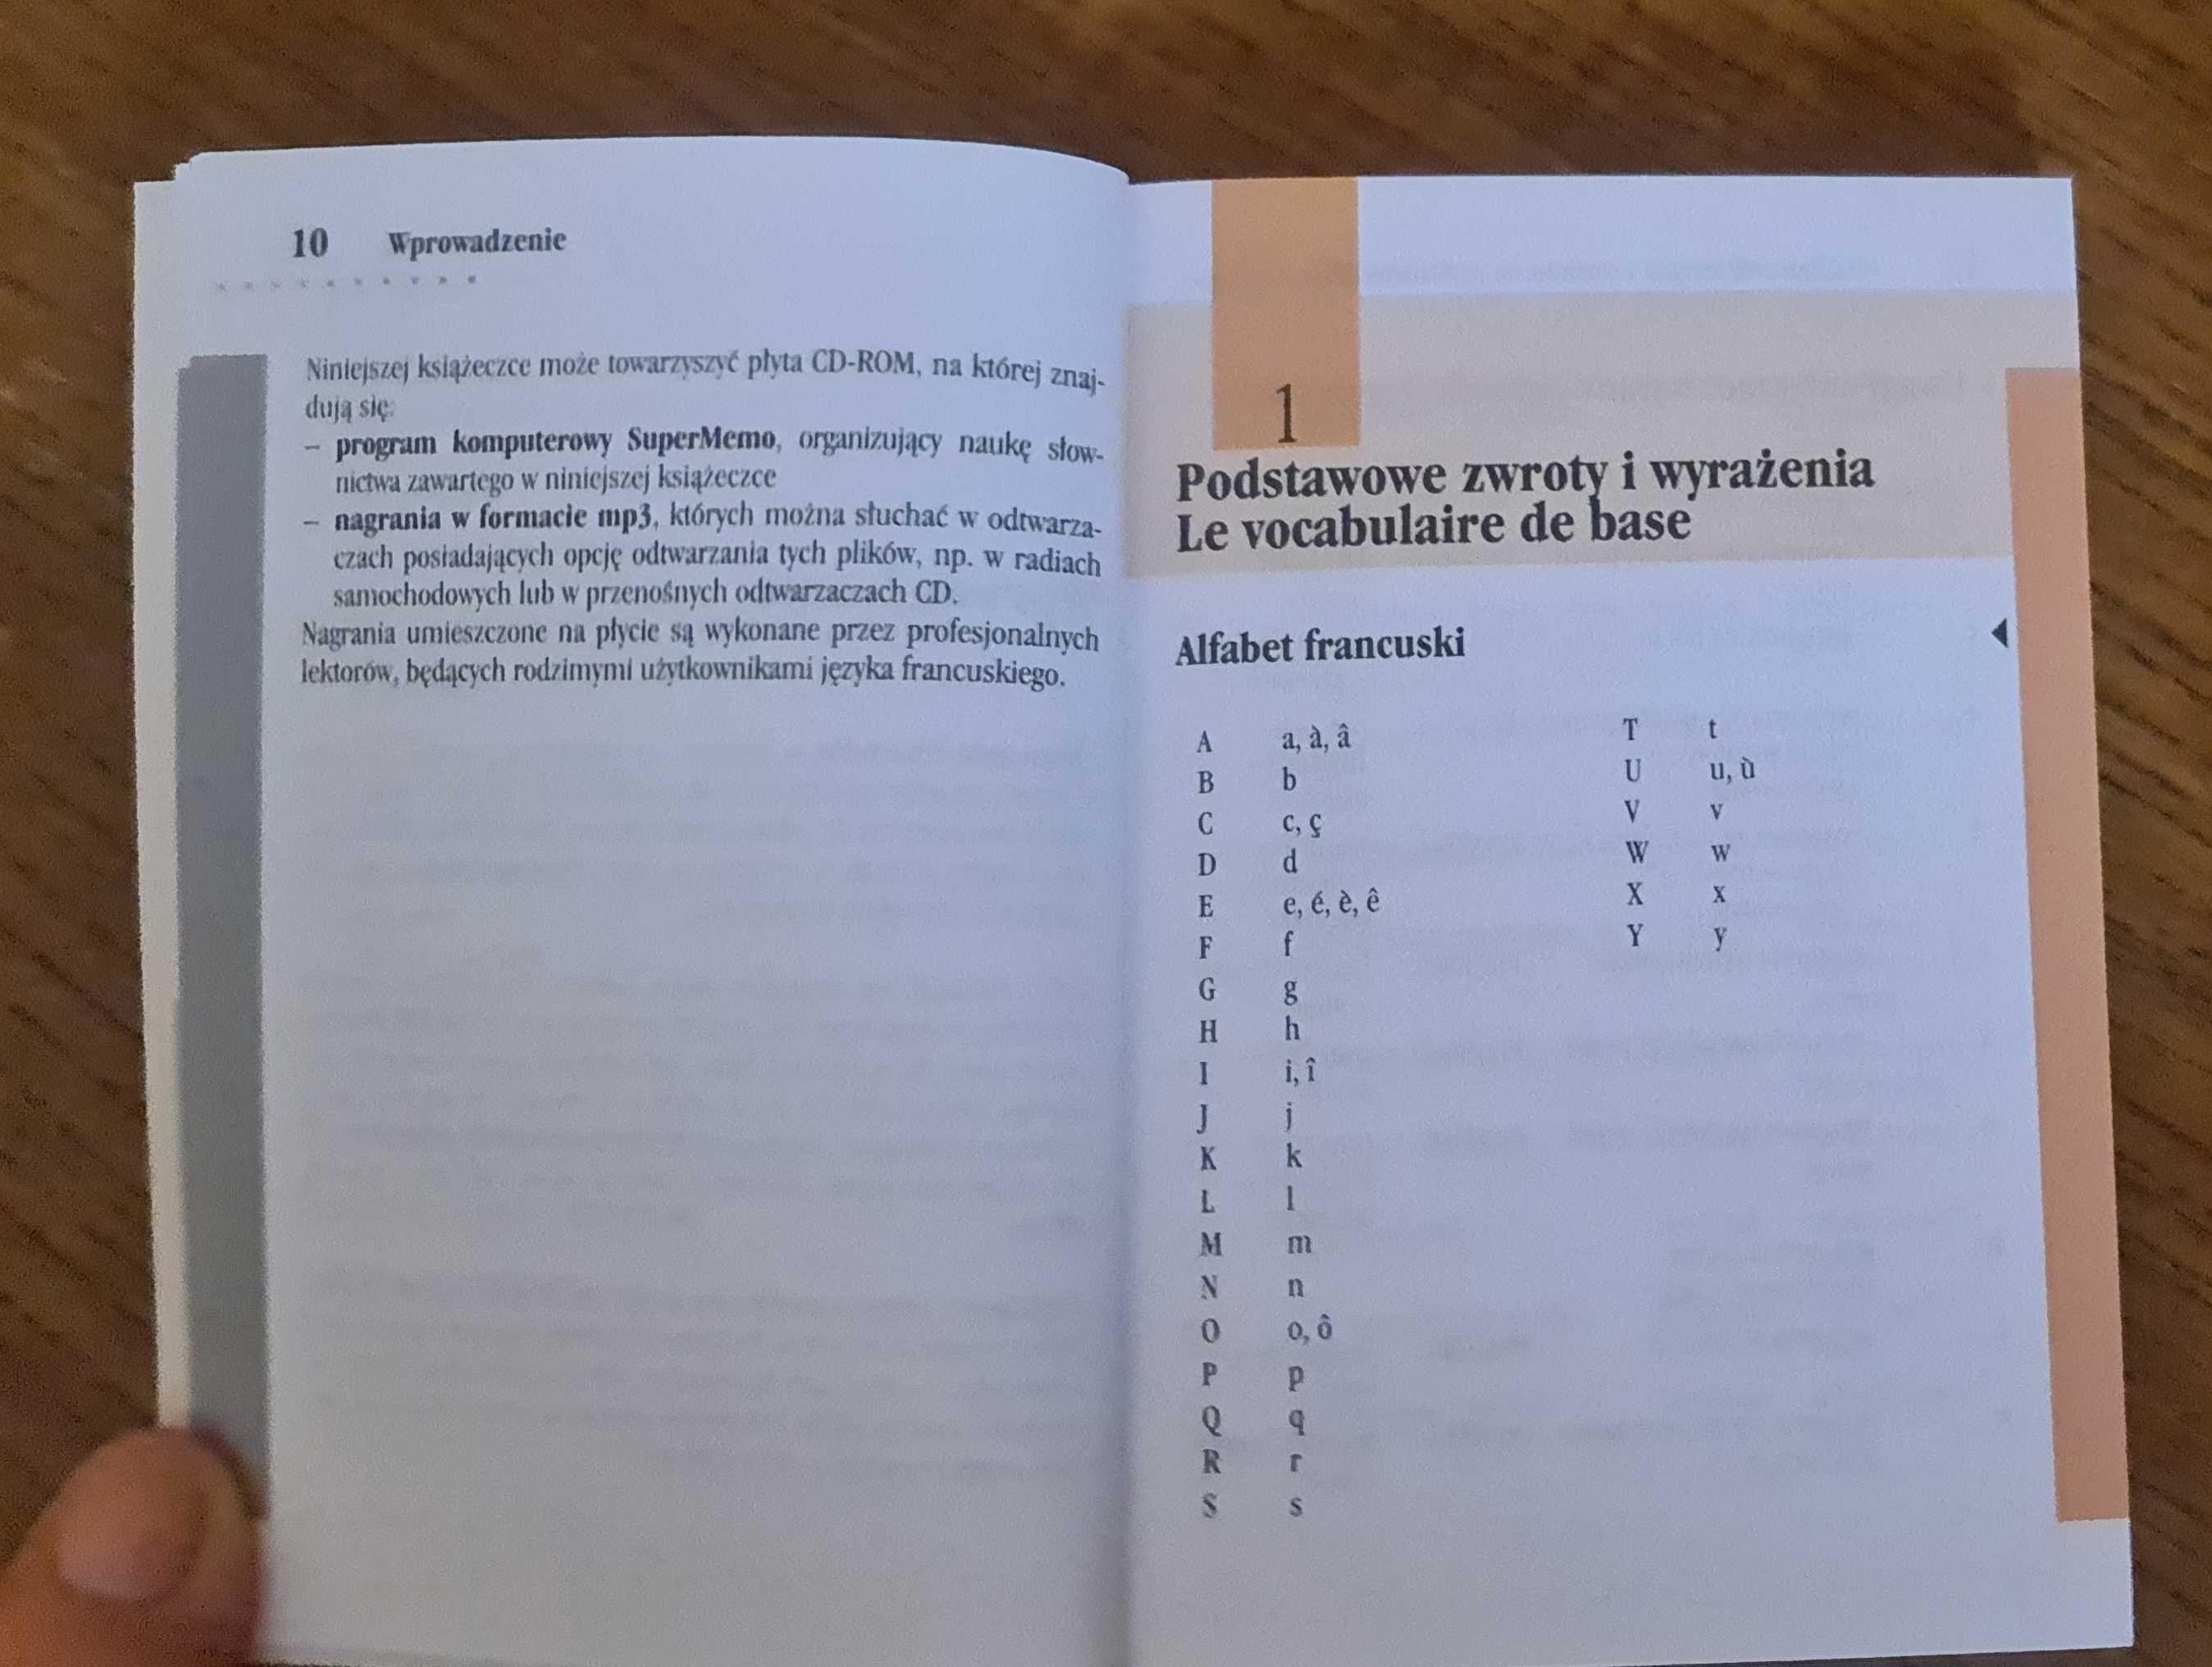 10 Wprowadzenie
Niniejszej książeczce może towarzyszyć płyta CD-ROM, na której znaj-
dują się:
– program komputerowy SuperMemo, organizujący naukę słow-
nictwa zawartego w niniejszej książeczce
– nagrania w formacie mp3, których można słuchać w odtwarza-
czach posiadających opcję odtwarzania tych plików, np. w radiach
samochodowych lub w przenośnych odtwarzaczach CD.
Nagrania umieszczone na płycie są wykonane przez profesjonalnych
lektorów, będących rodzimymi użytkownikami języka francuskiego.
1
Podstawowe zwroty i wyrażenia
Le vocabulaire de base
Alfabet francuski
A a, à, â
B b
C c, ç
D d
E e, é, è, ê
F f
G g
H h
I i, î
J j
K k
L l
M m
N n
O o, ô
P p
Q q
R r
S s
T t
U u, ù
V v
W w
X x
Y y